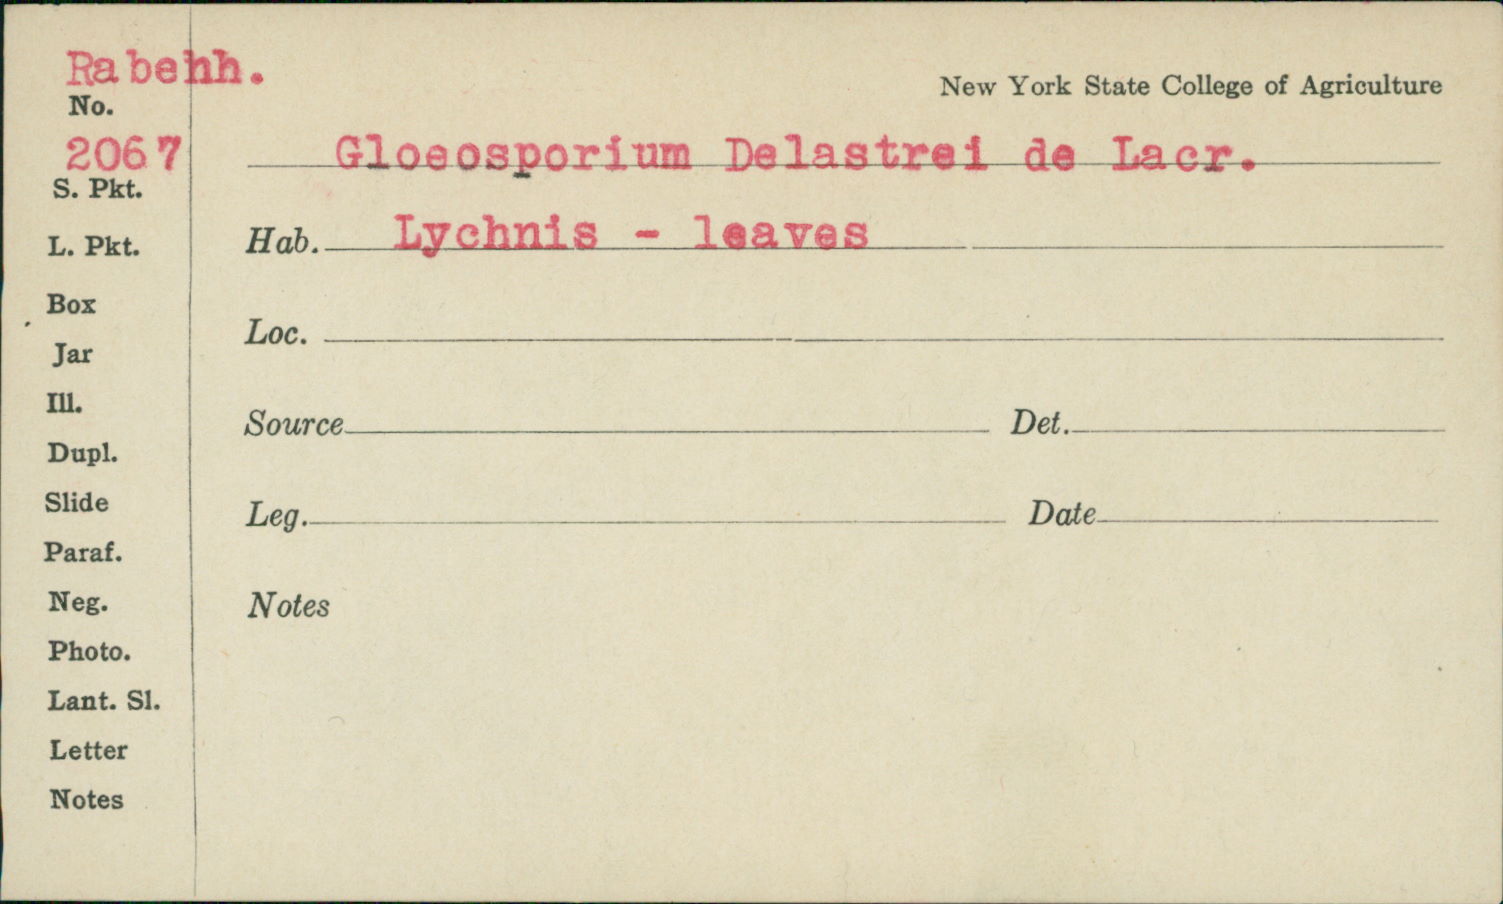 Rabehh.
No.
2067
New York State College of Agriculture
Gloeosporium Delastrei de Lacr.
S. Pkt.
Hab. Lychnis - leaves
L. Pkt.
Box
Loc.
Jar
Ill.
Source Det.
Dupl.
Slide
Leg. Date
Paraf.
Neg.
Notes
Photo.
Lant. Sl.
Letter
Notes